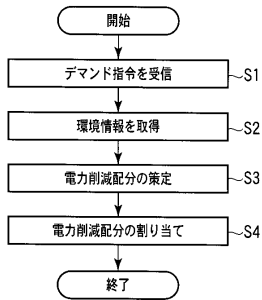 開始
デマンド指令を受信
S1
環境情報を取得
S2
電力削減配分の策定
S3
電力削減配分の割り当て
S4
終了